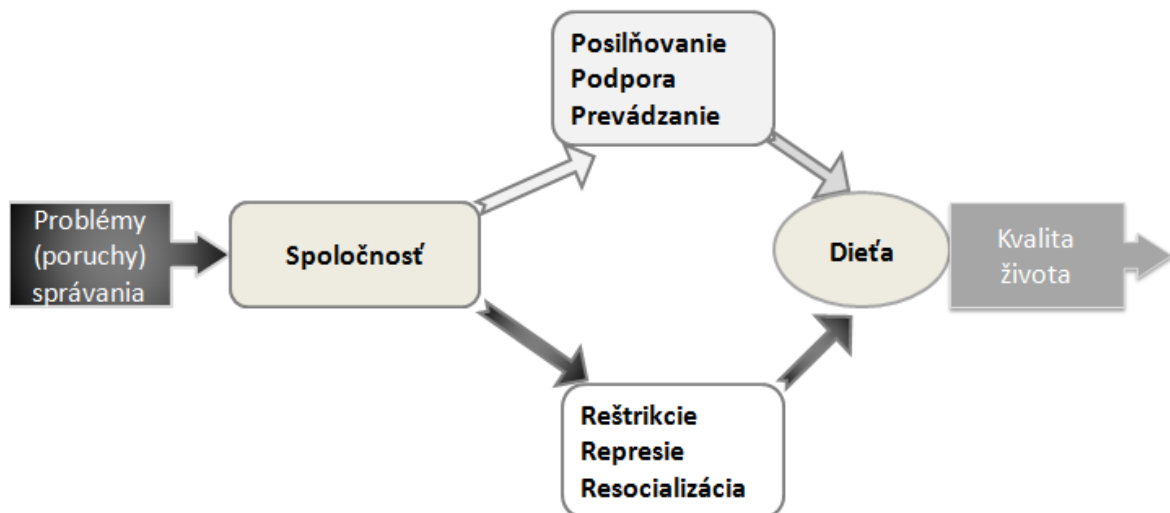 Posilňovanie
Podpora
Prevádzanie
Problémy
(poruchy)
správania
Spoločnosť
Dieťa
Kvalita
života
Reštrikcie
Represie
Resocializácia